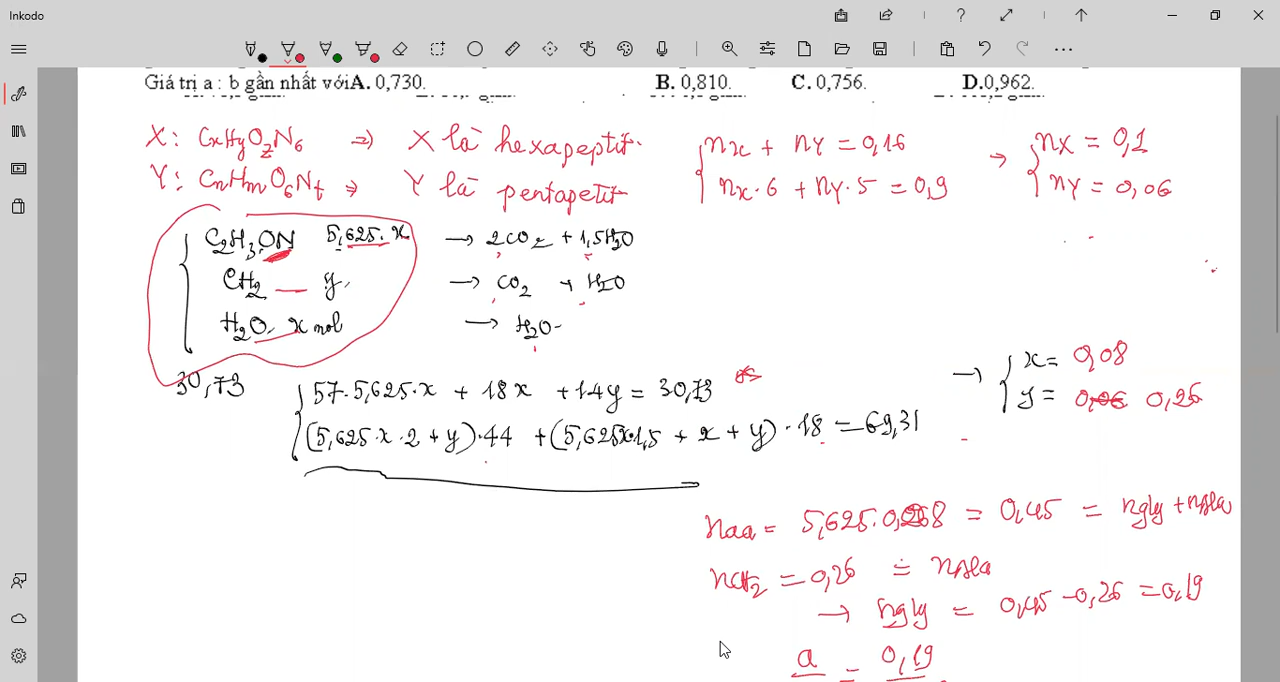 Inkodo
Giá trị a : b gần nhất vớiA. 0,730. B. 0,810. C. 0,756. D.0,962.
X: CxHyOzN6 => X là hexapeptit. nx + nY = 0,16 → nX = 0,1
Y: CnHmO6Nt => Y là pentapetit nx.6 + nY.5 = 0,9 nY = 0,06
C2H3ON 5,625.x → 2CO2 + 1,5H2O
CH2 — y. → CO2 + H2O
H2O. x mol → H2O
30,73 57.5,625.x + 18x + 14y = 30,73 → x = 0,08
y = 0,06 0,26
(5,625.x.2 + y).44 + (5,625x1,5 + x + y).18 = 69,31
naa = 5,625.0,08 = 0,45 = ngly + nAla
nCH2 = 0,26 = nAla
→ ngly = 0,45 - 0,26 = 0,19
a = 0,19